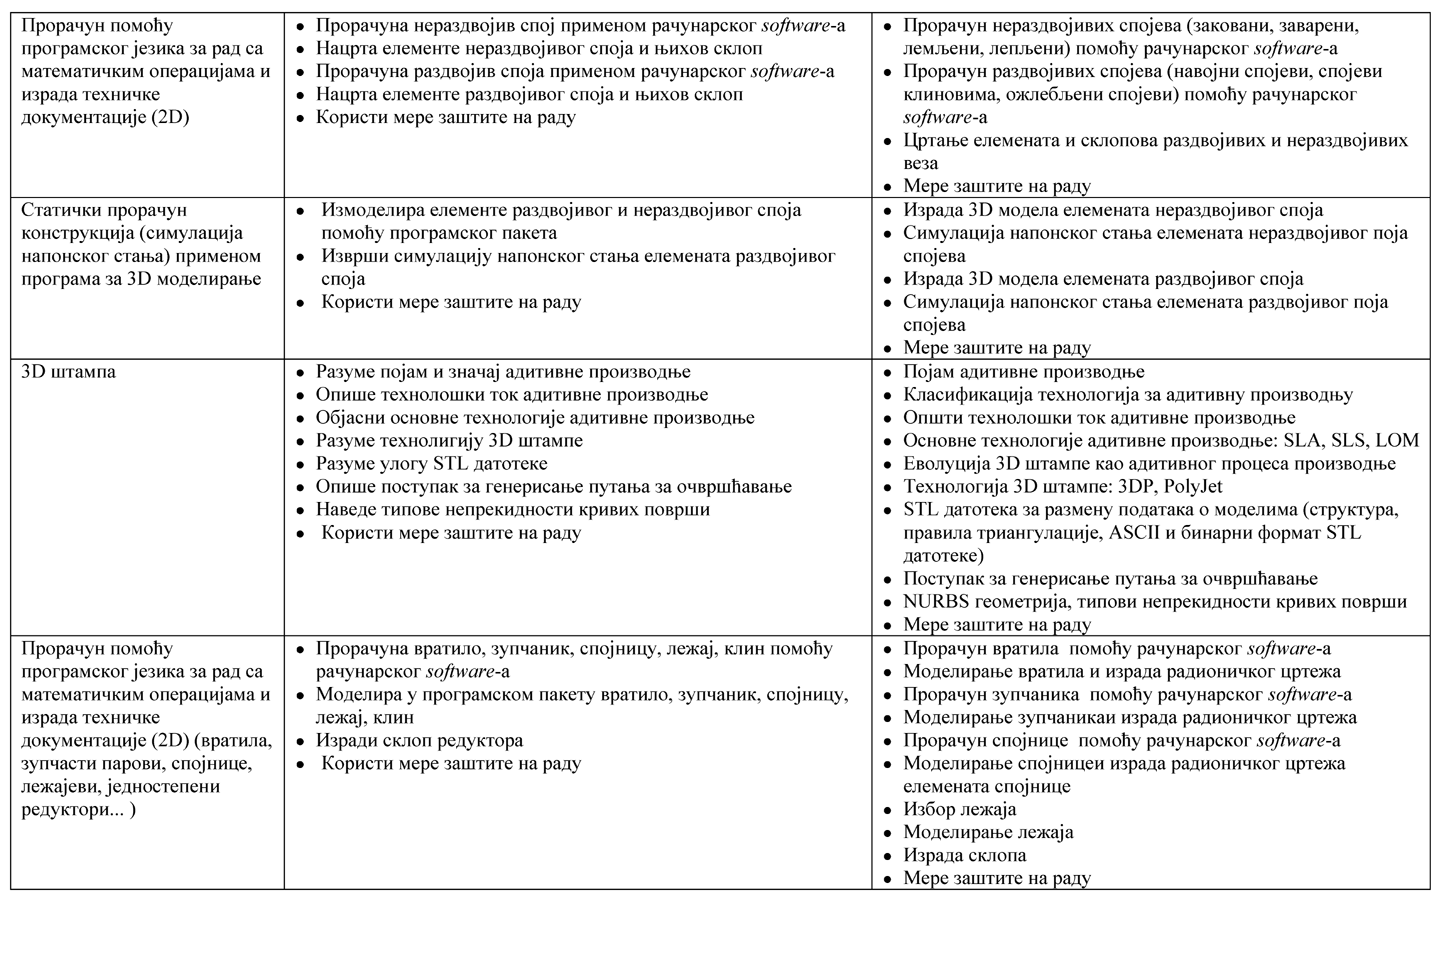 Прорачун помоћу
програмског језика за рад са
математичким операцијама и
израда техничке
документације (2D)
• Прорачуна нераздвојив спој применом рачунарског software-a
• Нацрта елементе нераздвојивог споја и њихов склоп
• Прорачуна раздвојив споја применом рачунарског software-a
• Нацрта елементе раздвојивог споја и њихов склоп
• Користи мере заштите на раду
• Прорачун нераздвојивих спојева (заковани, заварени,
лемљени, лепљени) помоћу рачунарског software-a
• Прорачун раздвојивих спојева (навојни спојеви, спојеви
клиновима, ожлебљени спојеви) помоћу рачунарског
software-a
• Цртање елемената и склопова раздвојивих и нераздвојивих
веза
• Мере заштите на раду
Статички прорачун
конструкција (симулација
напонског стања) применом
програма за 3D моделирање
• Измоделира елементе раздвојивог и нераздвојивог споја
помоћу програмског пакета
• Изврши симулацију напонског стања елемената раздвојивог
споја
• Користи мере заштите на раду
• Израда 3D модела елемената нераздвојивог споја
• Симулација напонског стања елемената нераздвојивог поја
спојева
• Израда 3D модела елемената раздвојивог споја
• Симулација напонског стања елемената раздвојивог поја
спојева
• Мере заштите на раду
3D штампа
• Разуме појам и значај адитивне производње
• Опише технолошки ток адитивне производње
• Објасни основне технологије адитивне производње
• Разуме технолигију 3D штампе
• Разуме улогу STL датотеке
• Опише поступак за генерисање путања за очвршћавање
• Наведе типове непрекидности кривих површи
• Користи мере заштите на раду
• Појам адитивне производње
• Класификација технологија за адитивну производњу
• Општи технолошки ток адитивне производње
• Основне технологије адитивне производње: SLA, SLS, LOM
• Еволуција 3D штампе као адитивног процеса производње
• Технологија 3D штампе: 3DP, PolyJet
• STL датотека за размену података о моделима (структура,
правила триангулације, ASCII и бинарни формат STL
датотеке)
• Поступак за генерисање путања за очвршћавање
• NURBS геометрија, типови непрекидности кривих површи
• Мере заштите на раду
Прорачун помоћу
програмског језика за рад са
математичким операцијама и
израда техничке
документације (2D) (вратила,
зупчасти парови, спојнице,
лежајеви, једностепени
редуктори... )
• Прорачуна вратило, зупчаник, спојницу, лежај, клин помоћу
рачунарског software-a
• Моделира у програмском пакету вратило, зупчаник, спојницу,
лежај, клин
• Изради склоп редуктора
• Користи мере заштите на раду
• Прорачун вратила помоћу рачунарског software-a
• Моделирање вратила и израда радионичког цртежа
• Прорачун зупчаника помоћу рачунарског software-a
• Моделирање зупчаникаи израда радионичког цртежа
• Прорачун спојнице помоћу рачунарског software-a
• Моделирање спојницеи израда радионичког цртежа
елемената спојнице
• Избор лежаја
• Моделирање лежаја
• Израда склопа
• Мере заштите на раду